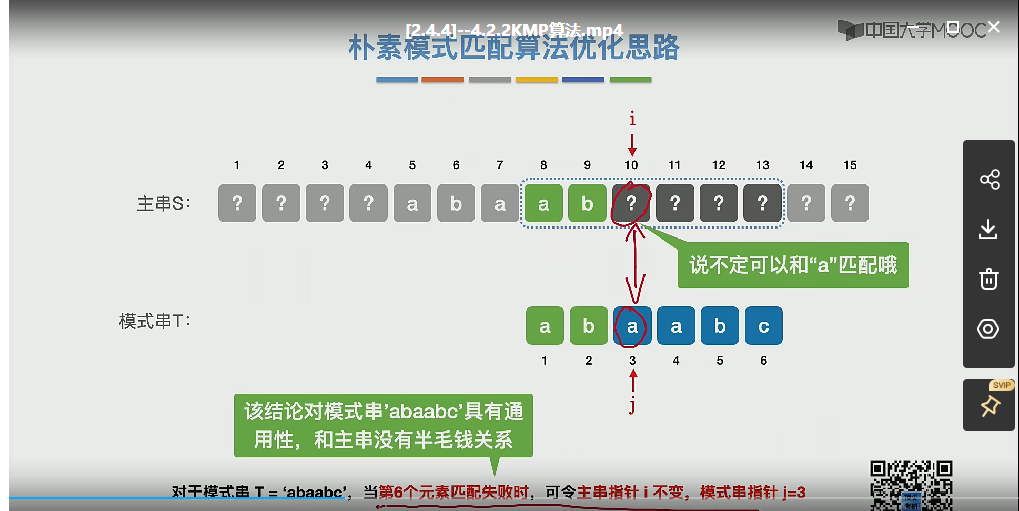 [2.4.4]--4.2.2KMP算法.mp4
中国大学MOOC
朴素模式匹配算法优化思路
i
1 2 3 4 5 6 7 8 9 10 11 12 13 14 15
主串S： ? ? ? ? a b a a b ? ? ? ? ? ?
说不定可以和“a”匹配哦
模式串T： a b a a b c
1 2 3 4 5 6
j
SVIP
该结论对模式串'abaabc'具有通
用性，和主串没有半毛钱关系
对于模式串 T = ‘abaabc’，当第6个元素匹配失败时，可令主串指针 i 不变，模式串指针 j=3